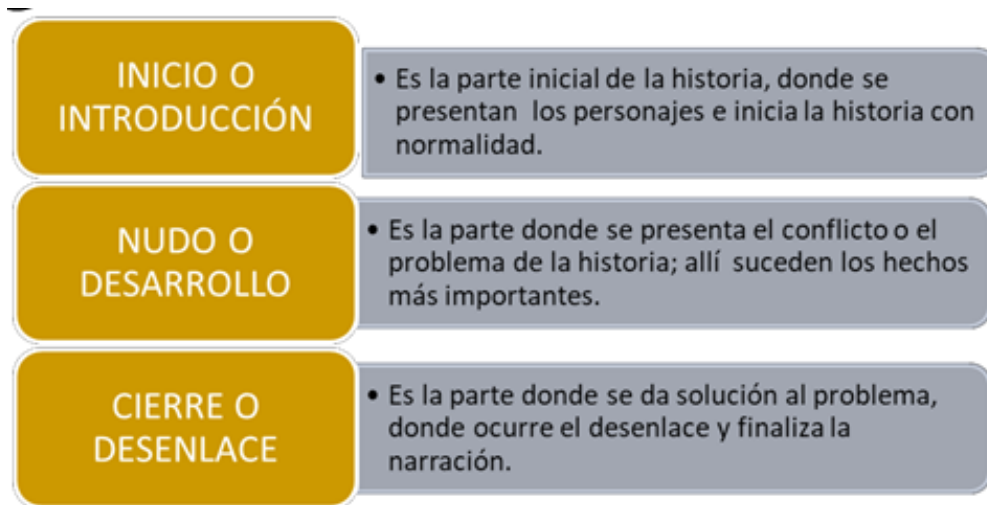 INICIO O
INTRODUCCIÓN
• Es la parte inicial de la historia, donde se
presentan los personajes e inicia la historia con
normalidad.
NUDO O
DESARROLLO
• Es la parte donde se presenta el conflicto o el
problema de la historia; allí suceden los hechos
más importantes.
CIERRE O
DESENLACE
• Es la parte donde se da solución al problema,
donde ocurre el desenlace y finaliza la
narración.